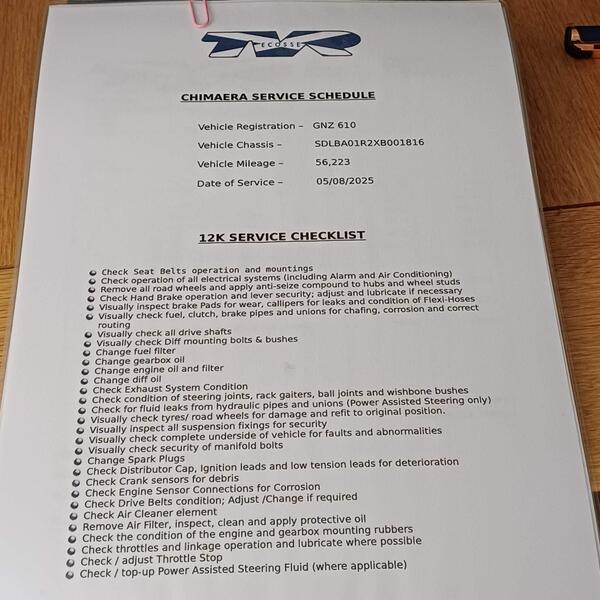 TVR
ECOSSE
CHIMAERA SERVICE SCHEDULE
Vehicle Registration – GNZ 610
Vehicle Chassis – SDLBA01R2XB001816
Vehicle Mileage – 56,223
Date of Service – 05/08/2025
12K SERVICE CHECKLIST
Check Seat Belts operation and mountings
Check operation of all electrical systems (including Alarm and Air Conditioning)
Remove all road wheels and apply anti-seize compound to hubs and wheel studs
Check Hand Brake operation and lever security; adjust and lubricate if necessary
Visually inspect brake Pads for wear, callipers for leaks and condition of Flexi-Hoses
Visually check fuel, clutch, brake pipes and unions for chafing, corrosion and correct
routing
Visually check all drive shafts
Visually check Diff mounting bolts & bushes
Change fuel filter
Change gearbox oil
Change engine oil and filter
Change diff oil
Check Exhaust System Condition
Check condition of steering joints, rack gaiters, ball joints and wishbone bushes
Check for fluid leaks from hydraulic pipes and unions (Power Assisted Steering only)
Visually check tyres/ road wheels for damage and refit to original position.
Visually inspect all suspension fixings for security
Visually check complete underside of vehicle for faults and abnormalities
Visually check security of manifold bolts
Change Spark Plugs
Check Distributor Cap, Ignition leads and low tension leads for deterioration
Check Crank sensors for debris
Check Engine Sensor Connections for Corrosion
Check Drive Belts condition; Adjust /Change if required
Check Air Cleaner element
Remove Air Filter, inspect, clean and apply protective oil
Check the condition of the engine and gearbox mounting rubbers
Check throttles and linkage operation and lubricate where possible
Check / adjust Throttle Stop
Check / top-up Power Assisted Steering Fluid (where applicable)